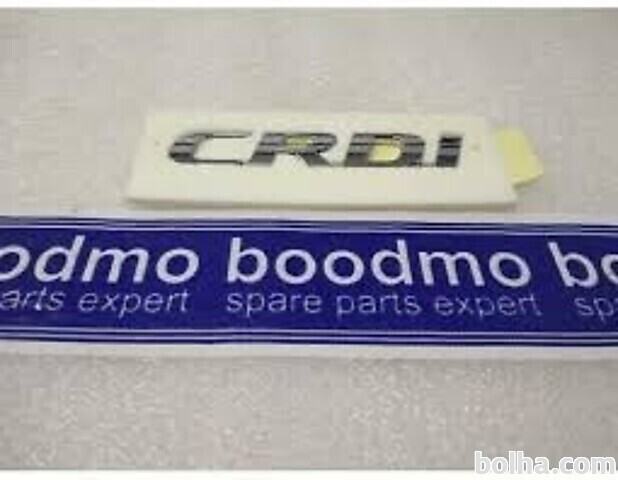 CRDI
odmo boodmo bo
arts expert spare parts expert sp
bolha.com